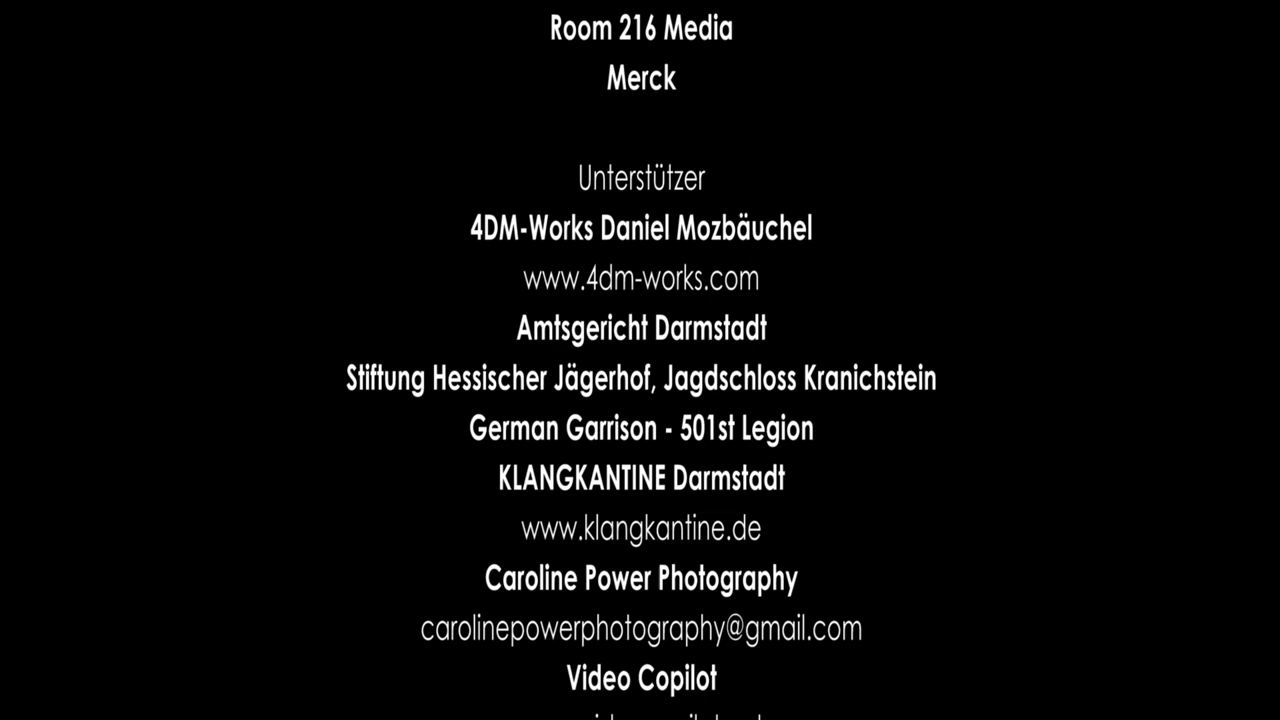 Room 216 Media
Merck
Unterstützer
4DM-Works Daniel Mozbäuchel
www.4dm-works.com
Amtsgericht Darmstadt
Stiftung Hessischer Jägerhof, Jagdschloss Kranichstein
German Garrison - 501st Legion
KLANGKANTINE Darmstadt
www.klangkantine.de
Caroline Power Photography
carolinepowerphotography@gmail.com
Video Copilot